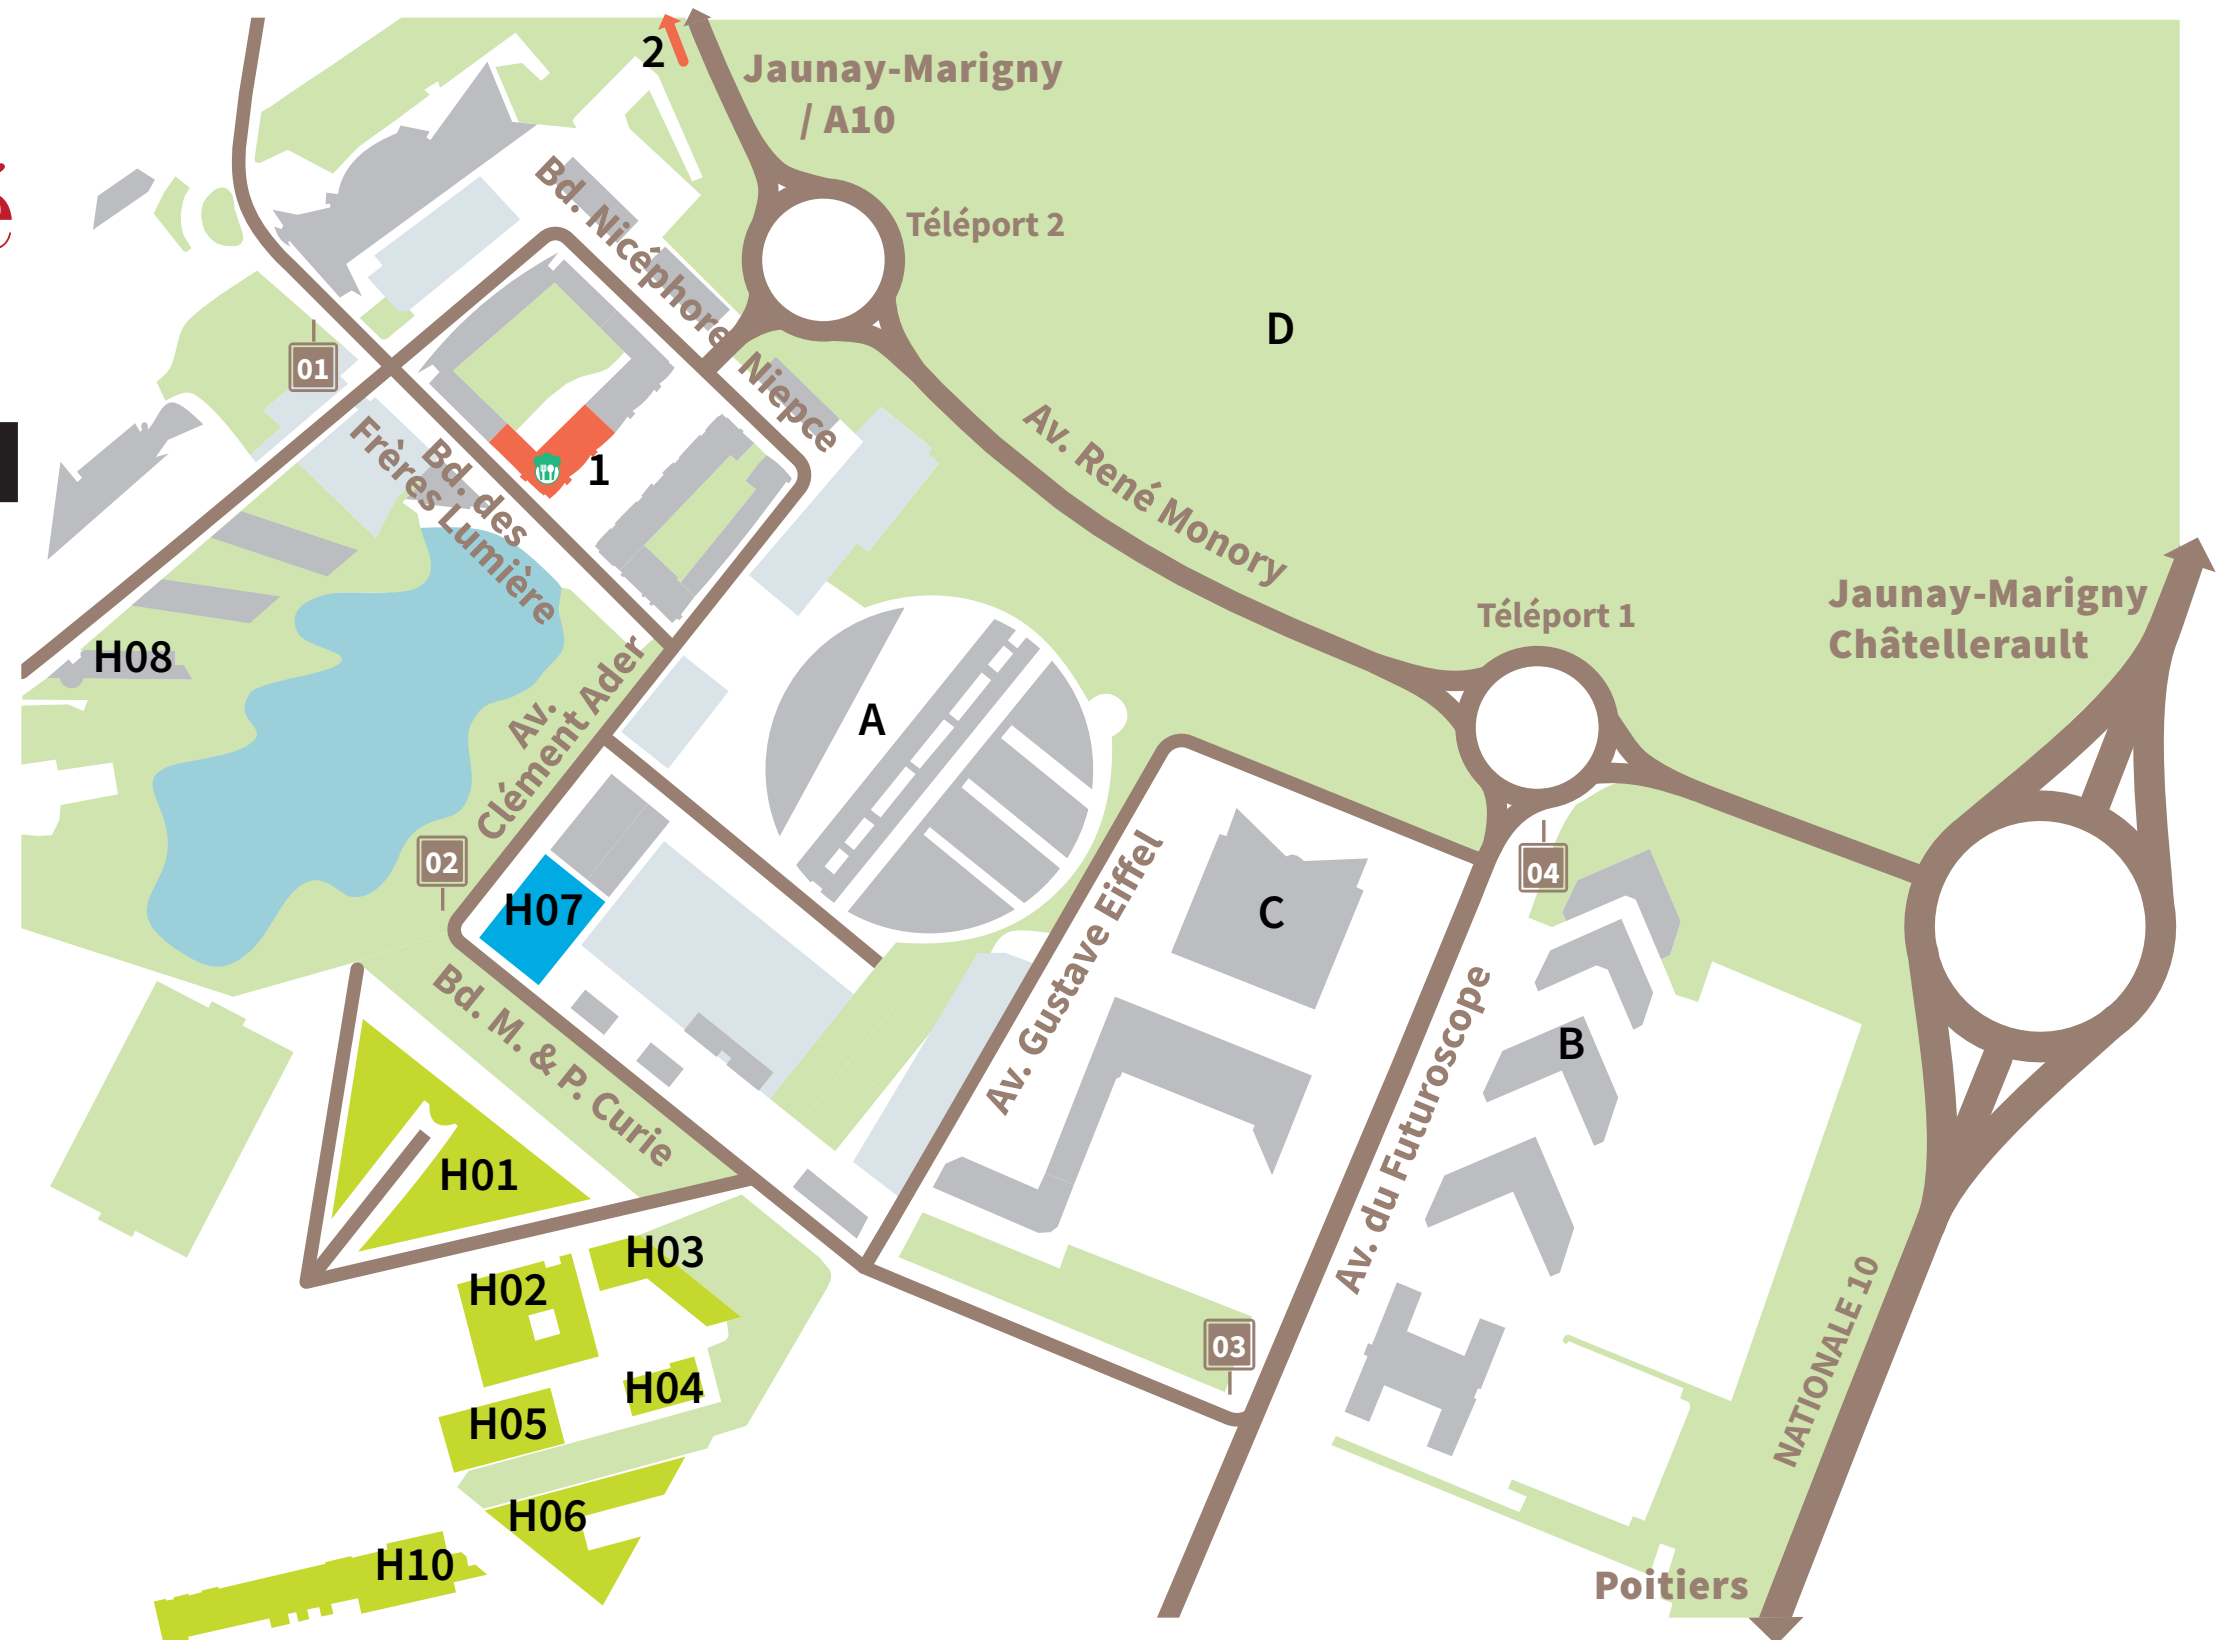 2
Jaunay-Marigny
/ A10
Téléport 2
Bd. Nicéphore Niepce
D
01
Av. René Monory
Bd. des
Frères Lumière
1
Jaunay-Marigny
Châtellerault
Téléport 1
H08
Av.
Clèment Ader
A
02
H07
04
C
Av. Gustave Eiffel
B
Bd. M. & P. Curie
Av. du Futuroscope
H01
H03
H02
03
NATIONALE 10
H04
H05
H06
H10
Poitiers